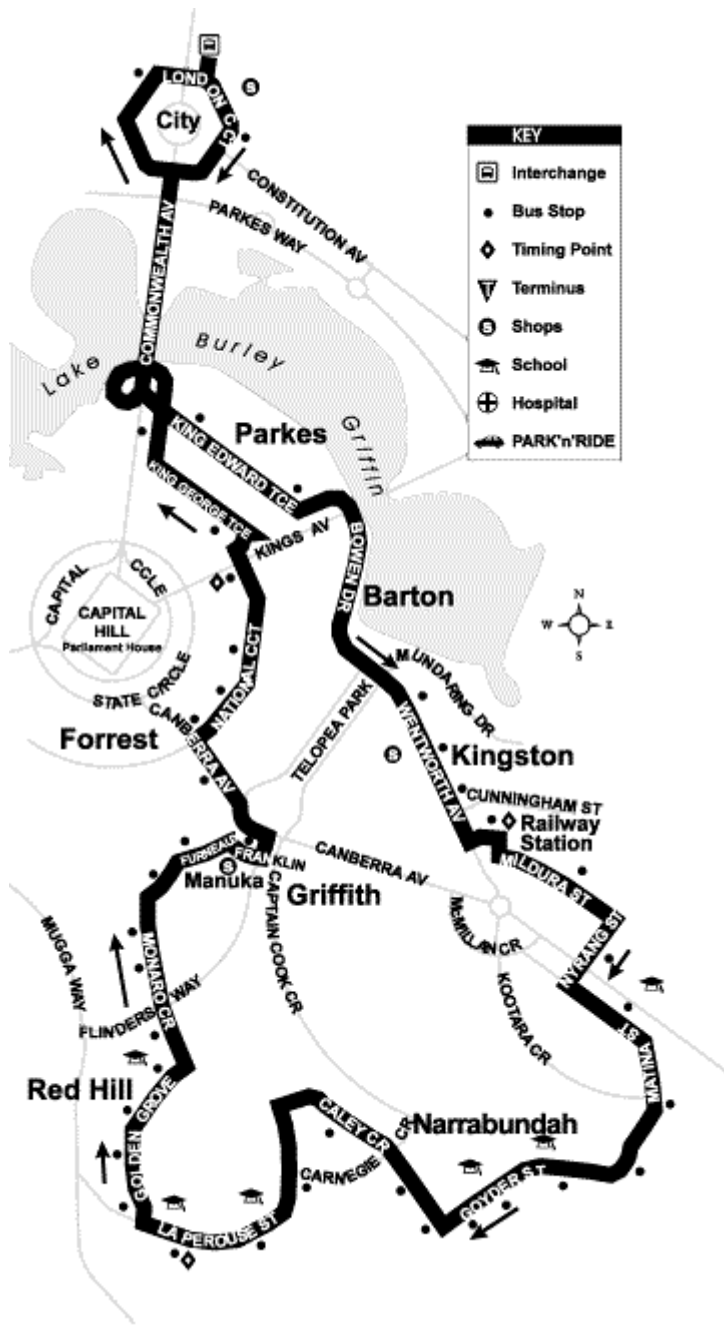 LONDON CCT
City
CONSTITUTION AV
PARKES WAY
COMMONWEALTH AV
KEY
Interchange
Bus Stop
Timing Point
T
Terminus
S
Shops
School
Hospital
PARK'n'RIDE
S
Lake
Burley
Griffin
Parkes
KING EDWARD TCE
KING GEORGE TCE
KINGS AV
BOWEN DR
Barton
N
W
E
S
CAPITAL
CCLE
CAPITAL
HILL
Parliament House
NATIONAL CCT
STATE CIRCLE
CANBERRA AV
Forrest
MUNDARING DR
TELOPEA PARK
WENTWORTH AV
S
Kingston
CUNNINGHAM ST
Railway
Station
MILDURA ST
FURNEAUX
FRANKLIN
S
Manuka
Griffith
CANBERRA AV
CAPTAIN COOK CR
McMILLAN CR
NYRANG ST
KOOTARA CR
MATINA ST
MUGGA WAY
MONARO CR
FLINDERS WAY
Red Hill
GOLDEN GROVE
CALEY CR
CARNEGIE CR
Narrabundah
GOYDER ST
LA PEROUSE ST